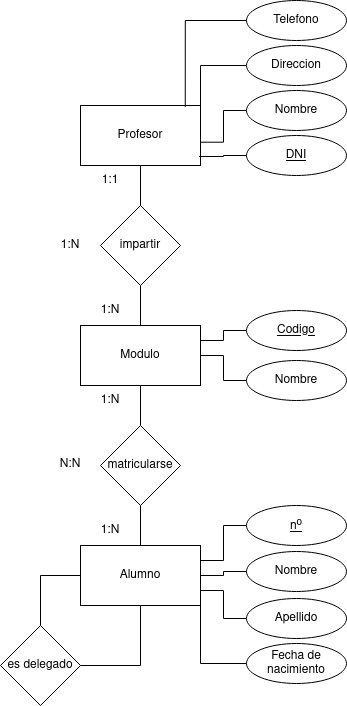 Telefono
Direccion
Nombre
Profesor
DNI
1:1
1:N
impartir
1:N
Codigo
Modulo
Nombre
1:N
N:N
matricularse
nº
1:N
Nombre
Alumno
Apellido
es delegado
Fecha de
nacimiento